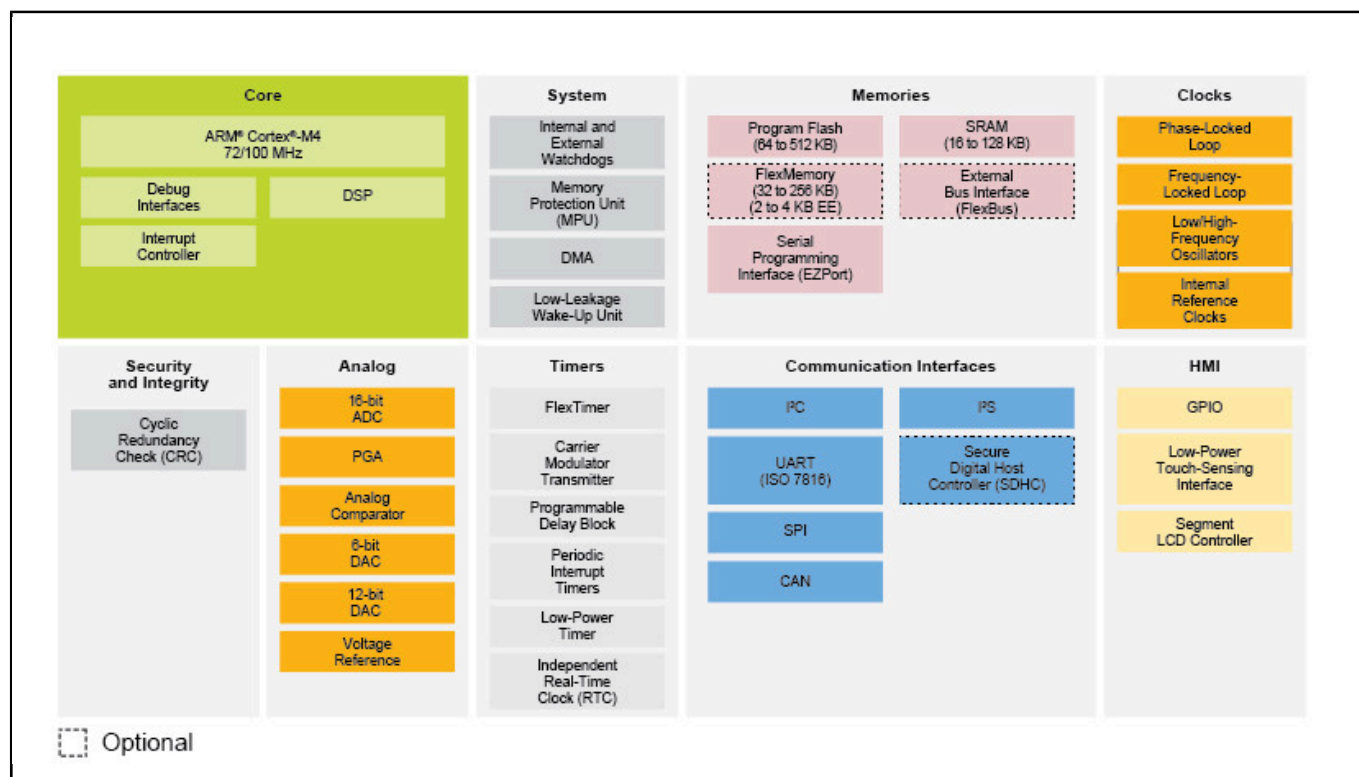 Core
ARM® Cortex®-M4
72/100 MHz
Debug
Interfaces
DSP
Interrupt
Controller
System
Internal and
External
Watchdogs
Memory
Protection Unit
(MPU)
DMA
Low-Leakage
Wake-Up Unit
Memories
Program Flash
(64 to 512 KB)
SRAM
(16 to 128 KB)
FlexMemory
(32 to 256 KB)
(2 to 4 KB EE)
External
Bus Interface
(FlexBus)
Serial
Programming
Interface (EZPort)
Clocks
Phase-Locked
Loop
Frequency-
Locked Loop
Low/High-
Frequency
Oscillators
Internal
Reference
Clocks
Security
and Integrity
Cyclic
Redundancy
Check (CRC)
Analog
16-bit
ADC
PGA
Analog
Comparator
6-bit
DAC
12-bit
DAC
Voltage
Reference
Timers
FlexTimer
Carrier
Modulator
Transmitter
Programmable
Delay Block
Periodic
Interrupt
Timers
Low-Power
Timer
Independent
Real-Time
Clock (RTC)
Communication Interfaces
I²C
I²S
UART
(ISO 7816)
Secure
Digital Host
Controller (SDHC)
SPI
CAN
HMI
GPIO
Low-Power
Touch-Sensing
Interface
Segment
LCD Controller
Optional